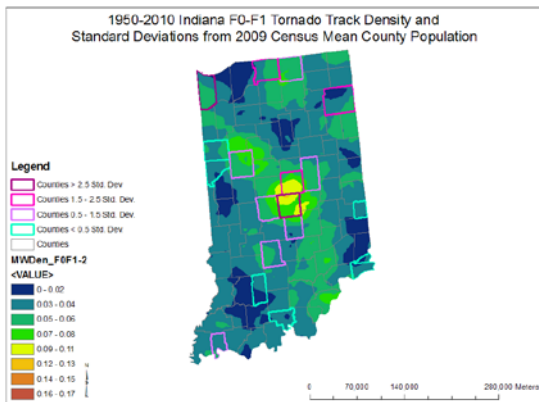 1950-2010 Indiana F0-F1 Tornado Track Density and
Standard Deviations from 2009 Census Mean County Population
Legend
Counties > 2.5 Std. Dev
Counties 1.5 - 2.5 Std. Dev.
Counties 0.5 - 1.5 Std. Dev.
Counties < 0.5 Std. Dev.
Counties
MWDen_F0F1-2
<VALUE>
0 - 0.02
0.03 - 0.04
0.05 - 0.06
0.07 - 0.08
0.09 - 0.11
0.12 - 0.13
0.14 - 0.15
0.16 - 0.17
0 70,000 140,000 280,000 Meters